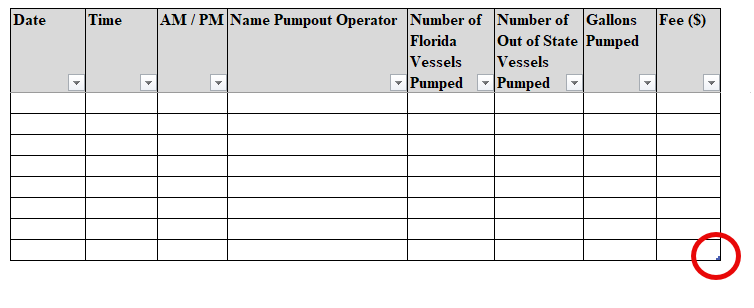 Date Time AM / PM Name Pumpout Operator Number of Number of Gallons Fee ($)
Florida Out of State Pumped
Vessels Vessels
Pumped Pumped